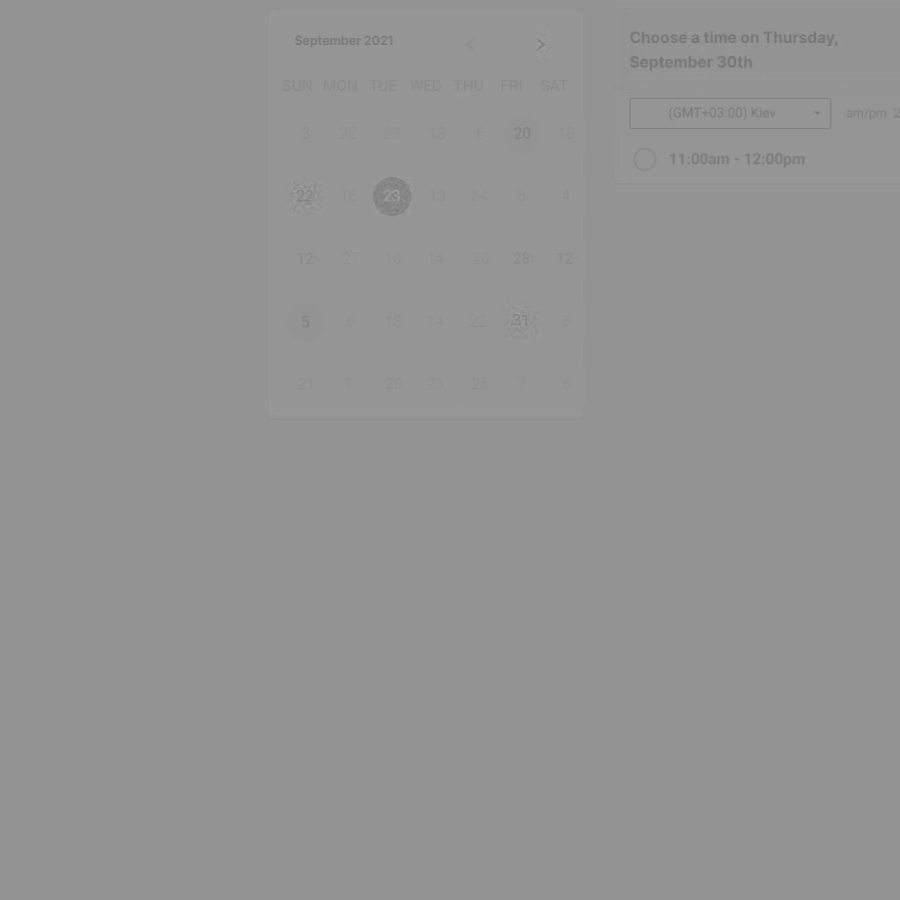 September 2021
SUN MON TUE WED THU FRI SAT
3 22 23 13 6 20 18
22 16 23 13 24 8 4
12 27 10 14 20 28 12
5 6 18 14 22 31 6
21 1 20 23 26 7 6
Choose a time on Thursday,
September 30th
(GMT+03:00) Kiev am/pm 2
11:00am - 12:00pm